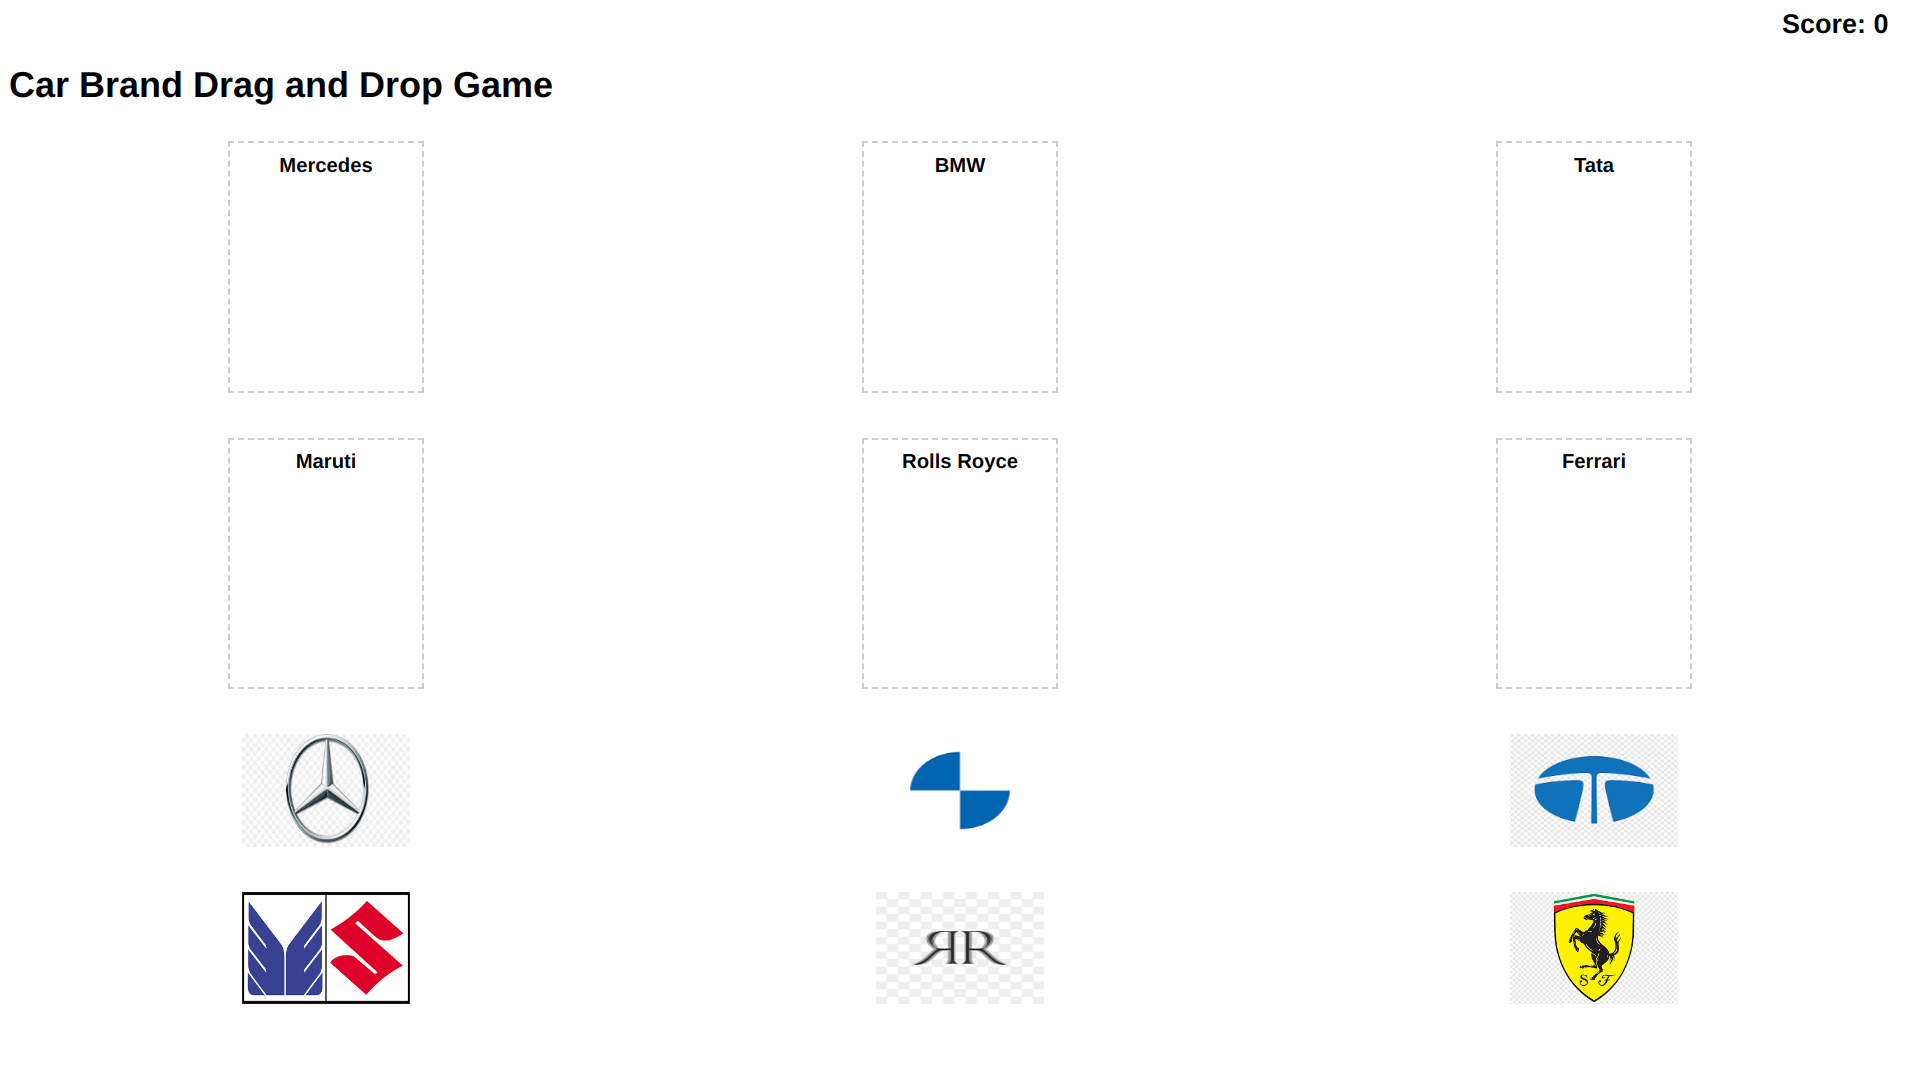 Score: 0
Car Brand Drag and Drop Game
Mercedes
BMW
Tata
Maruti
Rolls Royce
Ferrari
RR
S F